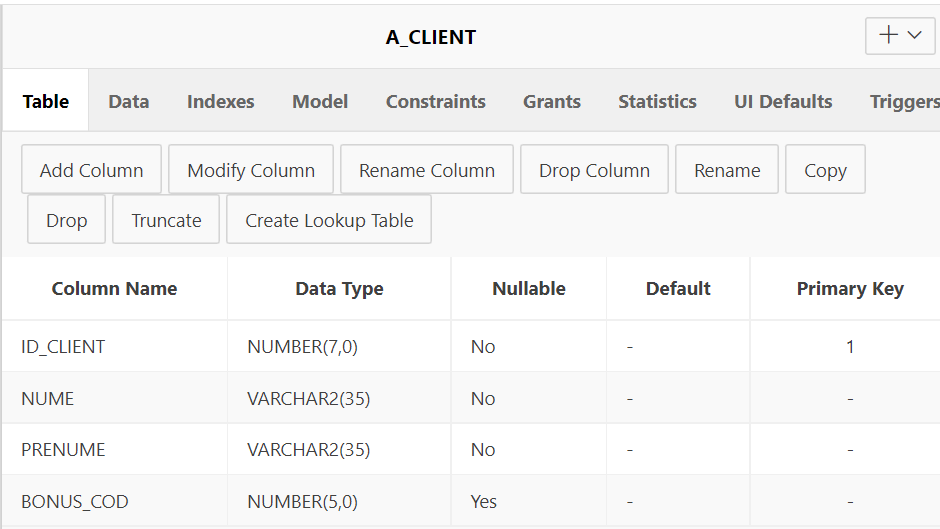 A_CLIENT
Table Data Indexes Model Constraints Grants Statistics UI Defaults Triggers
Add Column Modify Column Rename Column Drop Column Rename Copy
Drop Truncate Create Lookup Table
Column Name Data Type Nullable Default Primary Key
ID_CLIENT NUMBER(7,0) No - 1
NUME VARCHAR2(35) No - -
PRENUME VARCHAR2(35) No - -
BONUS_COD NUMBER(5,0) Yes - -